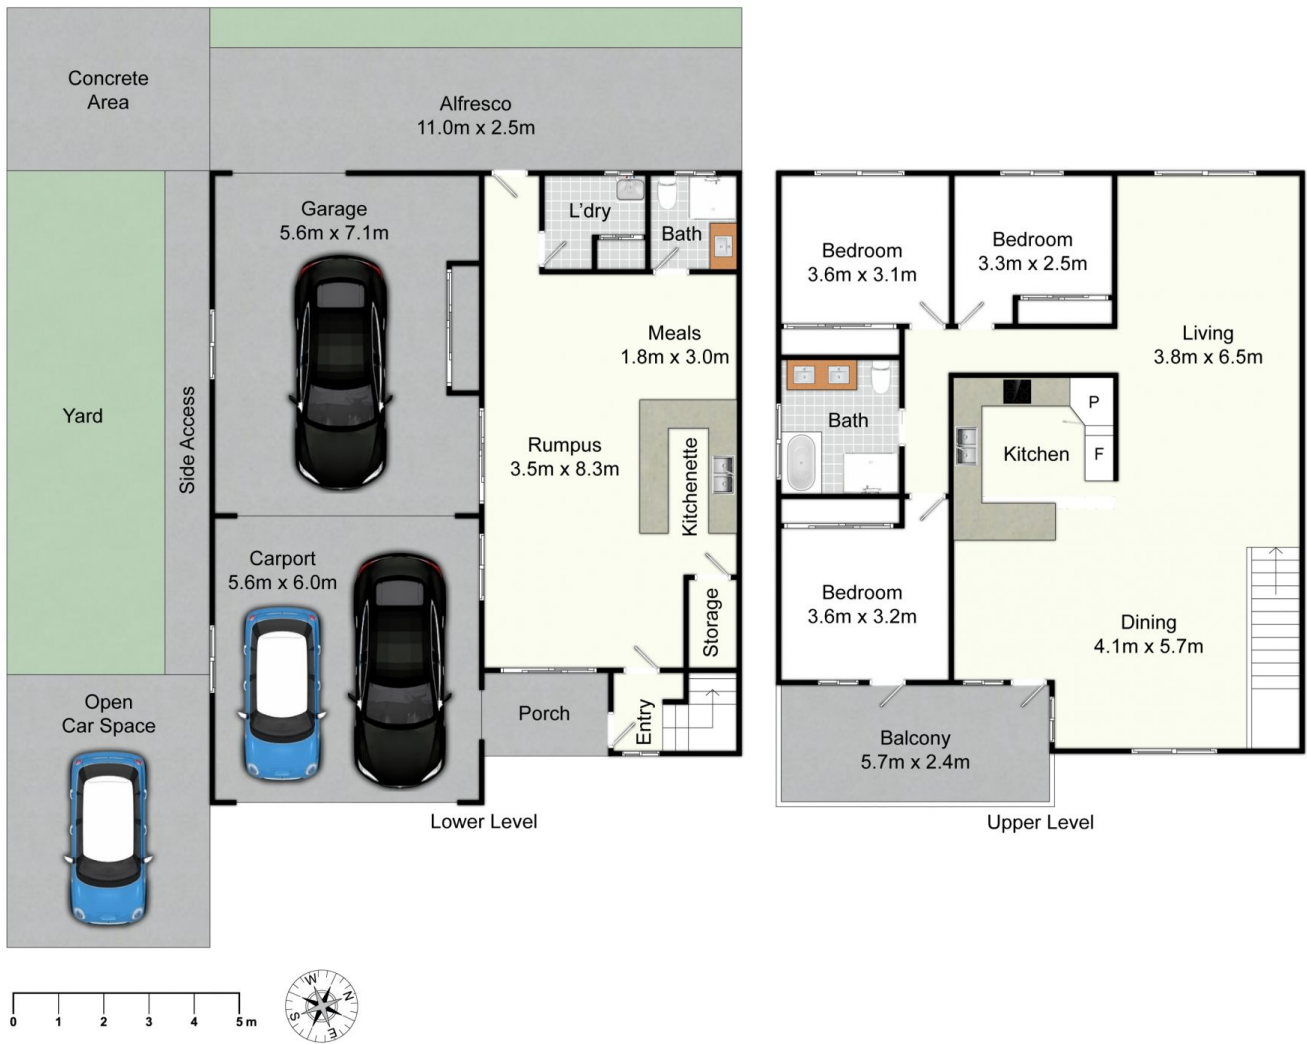 Concrete
Area
Alfresco
11.0m x 2.5m
Garage
5.6m x 7.1m
L'dry
Bath
Meals
1.8m x 3.0m
Yard
Side Access
Rumpus
3.5m x 8.3m
Kitchenette
Carport
5.6m x 6.0m
Storage
Open
Car Space
Porch
Entry
Lower Level
Bedroom
3.6m x 3.1m
Bedroom
3.3m x 2.5m
Living
3.8m x 6.5m
Bath
Kitchen
P
F
Bedroom
3.6m x 3.2m
Dining
4.1m x 5.7m
Balcony
5.7m x 2.4m
Upper Level
0 1 2 3 4 5 m
W
N
S
E